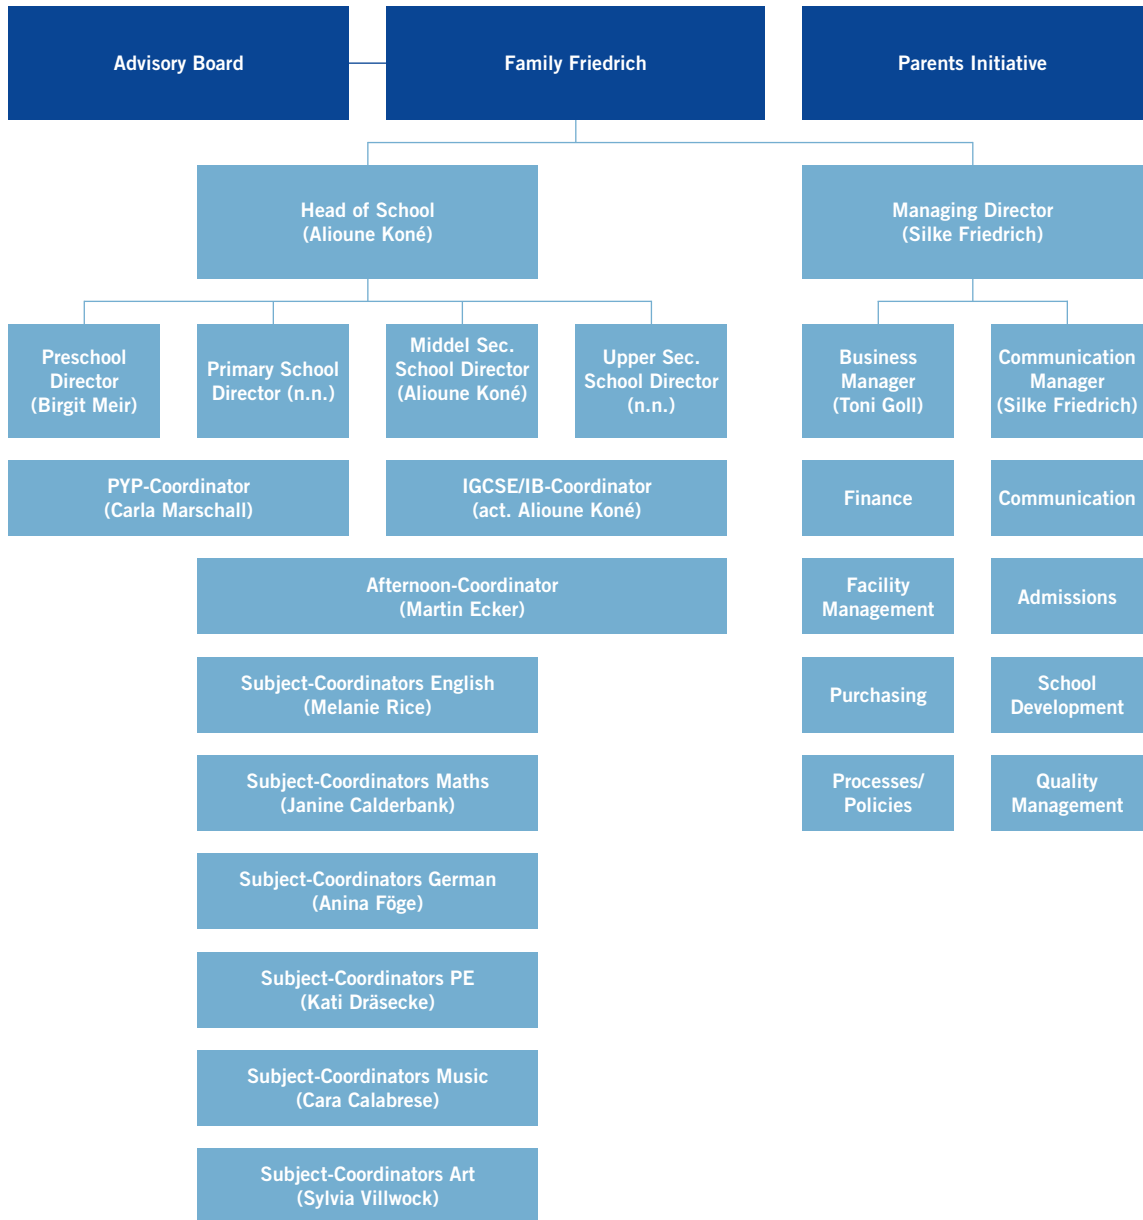 Advisory Board
Family Friedrich
Parents Initiative
Head of School
(Alioune Koné)
Managing Director
(Silke Friedrich)
Preschool
Director
(Birgit Meir)
Primary School
Director (n.n.)
Middel Sec.
School Director
(Alioune Koné)
Upper Sec.
School Director
(n.n.)
Business
Manager
(Toni Goll)
Communication
Manager
(Silke Friedrich)
PYP-Coordinator
(Carla Marschall)
IGCSE/IB-Coordinator
(act. Alioune Koné)
Finance
Communication
Afternoon-Coordinator
(Martin Ecker)
Facility
Management
Admissions
Subject-Coordinators English
(Melanie Rice)
Purchasing
School
Development
Subject-Coordinators Maths
(Janine Calderbank)
Processes/
Policies
Quality
Management
Subject-Coordinators German
(Anina Föge)
Subject-Coordinators PE
(Kati Dräsecke)
Subject-Coordinators Music
(Cara Calabrese)
Subject-Coordinators Art
(Sylvia Villwock)